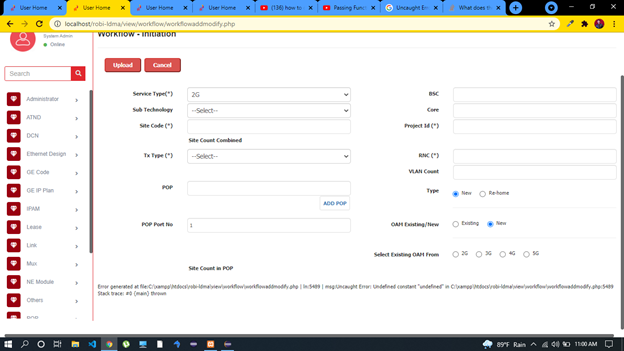 User Home
User Home
User Home
User Home
(136) how to
Passing Func
Uncaught Err
What does th
localhost/robi-ldma/view/workflow/workflowaddmodify.php
System Admin
Online
Workflow - Initiation
Upload Cancel
Search
Administrator
ATND
DCN
Ethernet Design
GE Code
GE IP Plan
IPAM
Lease
Link
Mux
NE Module
Others
Service Type(*) 2G BSC
Sub Technology --Select-- Core
Site Code (*) Project Id (*)
Site Count Combined
Tx Type (*) --Select-- RNC (*)
VLAN Count
POP Type New Re-home
ADD POP
POP Port No 1 OAM Existing/New Existing New
Select Existing OAM From 2G 3G 4G 5G
Site Count in POP
Error generated at file:C:\xampp\htdocs\robi-ldma\view\workflow\workflowaddmodify.php | ln:5489 | msg:Uncaught Error: Undefined constant "undefined" in C:\xampp\htdocs\robi-ldma\view\workflow\workflowaddmodify.php:5489
Stack trace: #0 {main} thrown
89°F Rain 11:00 AM